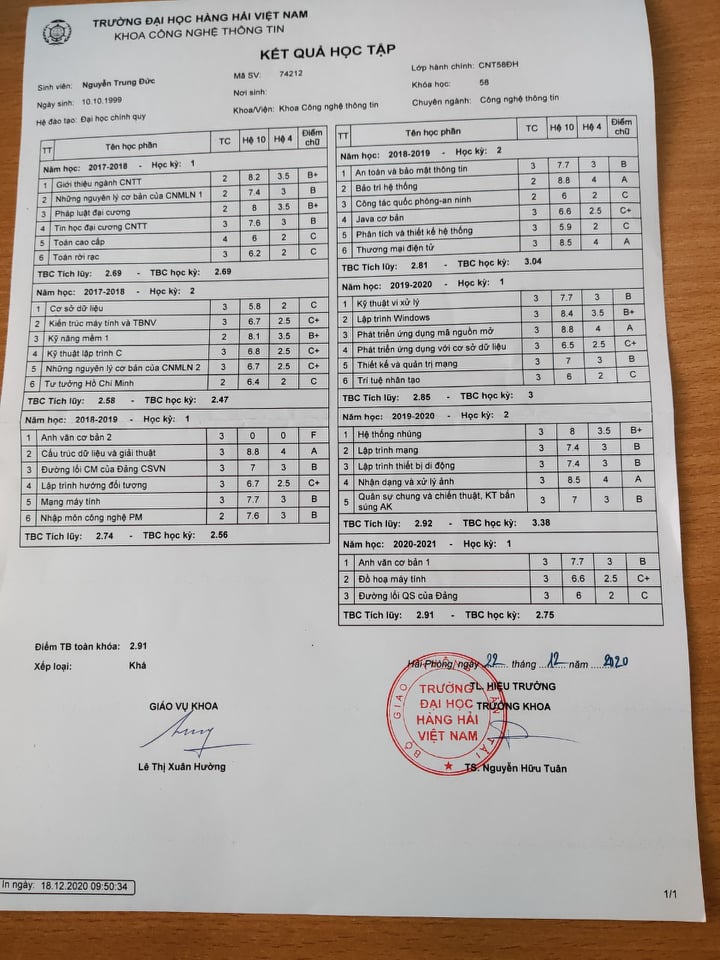 TRƯỜNG ĐẠI HỌC HÀNG HẢI VIỆT NAM
KHOA CÔNG NGHỆ THÔNG TIN
KẾT QUẢ HỌC TẬP
Sinh viên: Nguyễn Trung Đức Mã SV: 74212 Lớp hành chính: CNT58ĐH
Ngày sinh: 10.10.1999 Nơi sinh: Khóa học: 58
Hệ đào tạo: Đại học chính quy Khoa/Viện: Khoa Công nghệ thông tin Chuyên ngành: Công nghệ thông tin
TT Tên học phần TC Hệ 10 Hệ 4 Điểm chữ
Năm học: 2017-2018 - Học kỳ: 1
1 Giới thiệu ngành CNTT 2 8.2 3.5 B+
2 Những nguyên lý cơ bản của CNMLN 1 2 7.4 3 B
3 Pháp luật đại cương 2 8 3.5 B+
4 Tin học đại cương CNTT 3 7.6 3 B
5 Toán cao cấp 4 6 2 C
6 Toán rời rạc 3 6.2 2 C
TBC Tích lũy: 2.69 - TBC học kỳ: 2.69
Năm học: 2017-2018 - Học kỳ: 2
1 Cơ sở dữ liệu 3 5.8 2 C
2 Kiến trúc máy tính và TBNV 3 6.7 2.5 C+
3 Kỹ năng mềm 1 2 8.1 3.5 B+
4 Kỹ thuật lập trình C 3 6.8 2.5 C+
5 Những nguyên lý cơ bản của CNMLN 2 3 6.7 2.5 C+
6 Tư tưởng Hồ Chí Minh 2 6.4 2 C
TBC Tích lũy: 2.58 - TBC học kỳ: 2.47
Năm học: 2018-2019 - Học kỳ: 1
1 Anh văn cơ bản 2 3 0 0 F
2 Cấu trúc dữ liệu và giải thuật 3 8.8 4 A
3 Đường lối CM của Đảng CSVN 3 7 3 B
4 Lập trình hướng đối tượng 3 6.7 2.5 C+
5 Mạng máy tính 3 7.7 3 B
6 Nhập môn công nghệ PM 2 7.6 3 B
TBC Tích lũy: 2.74 - TBC học kỳ: 2.56
TT Tên học phần TC Hệ 10 Hệ 4 Điểm chữ
Năm học: 2018-2019 - Học kỳ: 2
1 An toàn và bảo mật thông tin 3 7.7 3 B
2 Bảo trì hệ thống 2 8.8 4 A
3 Công tác quốc phòng-an ninh 2 6 2 C
4 Java cơ bản 3 6.6 2.5 C+
5 Phân tích và thiết kế hệ thống 3 5.9 2 C
6 Thương mại điện tử 3 8.5 4 A
TBC Tích lũy: 2.81 - TBC học kỳ: 3.04
Năm học: 2019-2020 - Học kỳ: 1
1 Kỹ thuật vi xử lý 3 7.7 3 B
2 Lập trình Windows 3 8.4 3.5 B+
3 Phát triển ứng dụng mã nguồn mở 3 8.8 4 A
4 Phát triển ứng dụng với cơ sở dữ liệu 3 6.5 2.5 C+
5 Thiết kế và quản trị mạng 3 7 3 B
6 Trí tuệ nhân tạo 3 6 2 C
TBC Tích lũy: 2.85 - TBC học kỳ: 3
Năm học: 2019-2020 - Học kỳ: 2
1 Hệ thống nhúng 3 8 3.5 B+
2 Lập trình mạng 3 7.4 3 B
3 Lập trình thiết bị di động 3 7.4 3 B
4 Nhận dạng và xử lý ảnh 3 8.5 4 A
5 Quân sự chung và chiến thuật, KT bắn súng AK 3 7 3 B
TBC Tích lũy: 2.92 - TBC học kỳ: 3.38
Năm học: 2020-2021 - Học kỳ: 1
1 Anh văn cơ bản 1 3 7.7 3 B
2 Đồ hoạ máy tính 3 6.6 2.5 C+
3 Đường lối QS của Đảng 3 6 2 C
TBC Tích lũy: 2.91 - TBC học kỳ: 2.75
Điểm TB toàn khóa: 2.91
Xếp loại: Khá
Hải Phòng, ngày 22 tháng 12 năm 2020
TL. HIỆU TRƯỞNG
GIÁO VỤ KHOA
TRƯỞNG KHOA
BỘ GIAO THÔNG VẬN TẢI
TRƯỜNG
ĐẠI HỌC
HÀNG HẢI
VIỆT NAM
Lê Thị Xuân Hường
TS. Nguyễn Hữu Tuân
In ngày: 18.12.2020 09:50:34
1/1